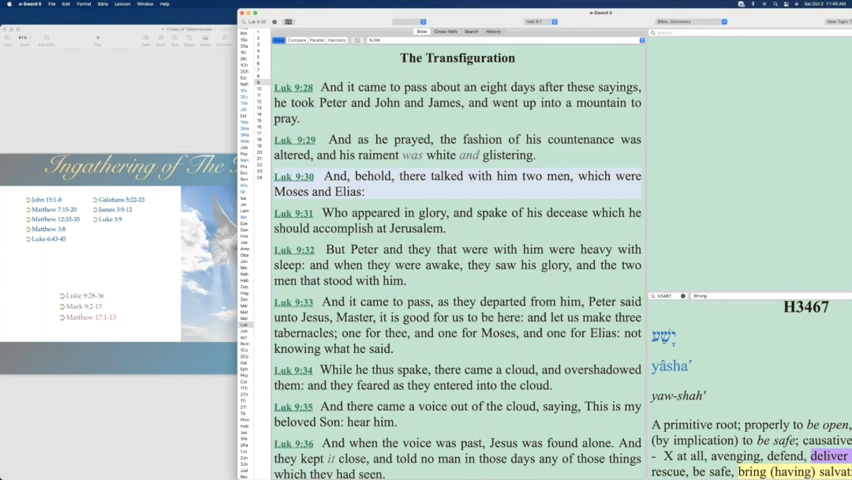 e-Sword X File Edit Ingest Format Bible Tools Window Help
Sat Oct 2 11:44 AM
Feast of Tabernacles
e-Sword X
Luk 9:30
Bible Cross-Refs Search History
Compare Parallel Harmony KJVA
The Transfiguration
Luk 9:28 And it came to pass about an eight days after these sayings,
he took Peter and John and James, and went up into a mountain to
pray.
Luk 9:29 And as he prayed, the fashion of his countenance was
altered, and his raiment was white and glistering.
Luk 9:30 And, behold, there talked with him two men, which were
Moses and Elias:
Luk 9:31 Who appeared in glory, and spake of his decease which he
should accomplish at Jerusalem.
Luk 9:32 But Peter and they that were with him were heavy with
sleep: and when they were awake, they saw his glory, and the two
men that stood with him.
Luk 9:33 And it came to pass, as they departed from him, Peter said
unto Jesus, Master, it is good for us to be here: and let us make three
tabernacles; one for thee, and one for Moses, and one for Elias: not
knowing what he said.
Luk 9:34 While he thus spake, there came a cloud, and overshadowed
them: and they feared as they entered into the cloud.
Luk 9:35 And there came a voice out of the cloud, saying, This is my
beloved Son: hear him.
Luk 9:36 And when the voice was past, Jesus was found alone. And
they kept it close, and told no man in those days any of those things
which they had seen.
Ingathering of The
John 15:1-8
Matthew 7:15-20
Matthew 12:33-35
Matthew 3:8
Luke 6:43-45
Galatians 5:22-23
James 3:9-12
Luke 3:9
Luke 9:28-36
Mark 9:2-13
Matthew 17:1-13
Bible, Dictionary
H3467 Strong
H3467
יָשַׁע
yâsha‛
yaw-shah'
A primitive root; properly to be open,
(by implication) to be safe; causative
- X at all, avenging, defend, deliver
rescue, be safe, bring (having) salvat